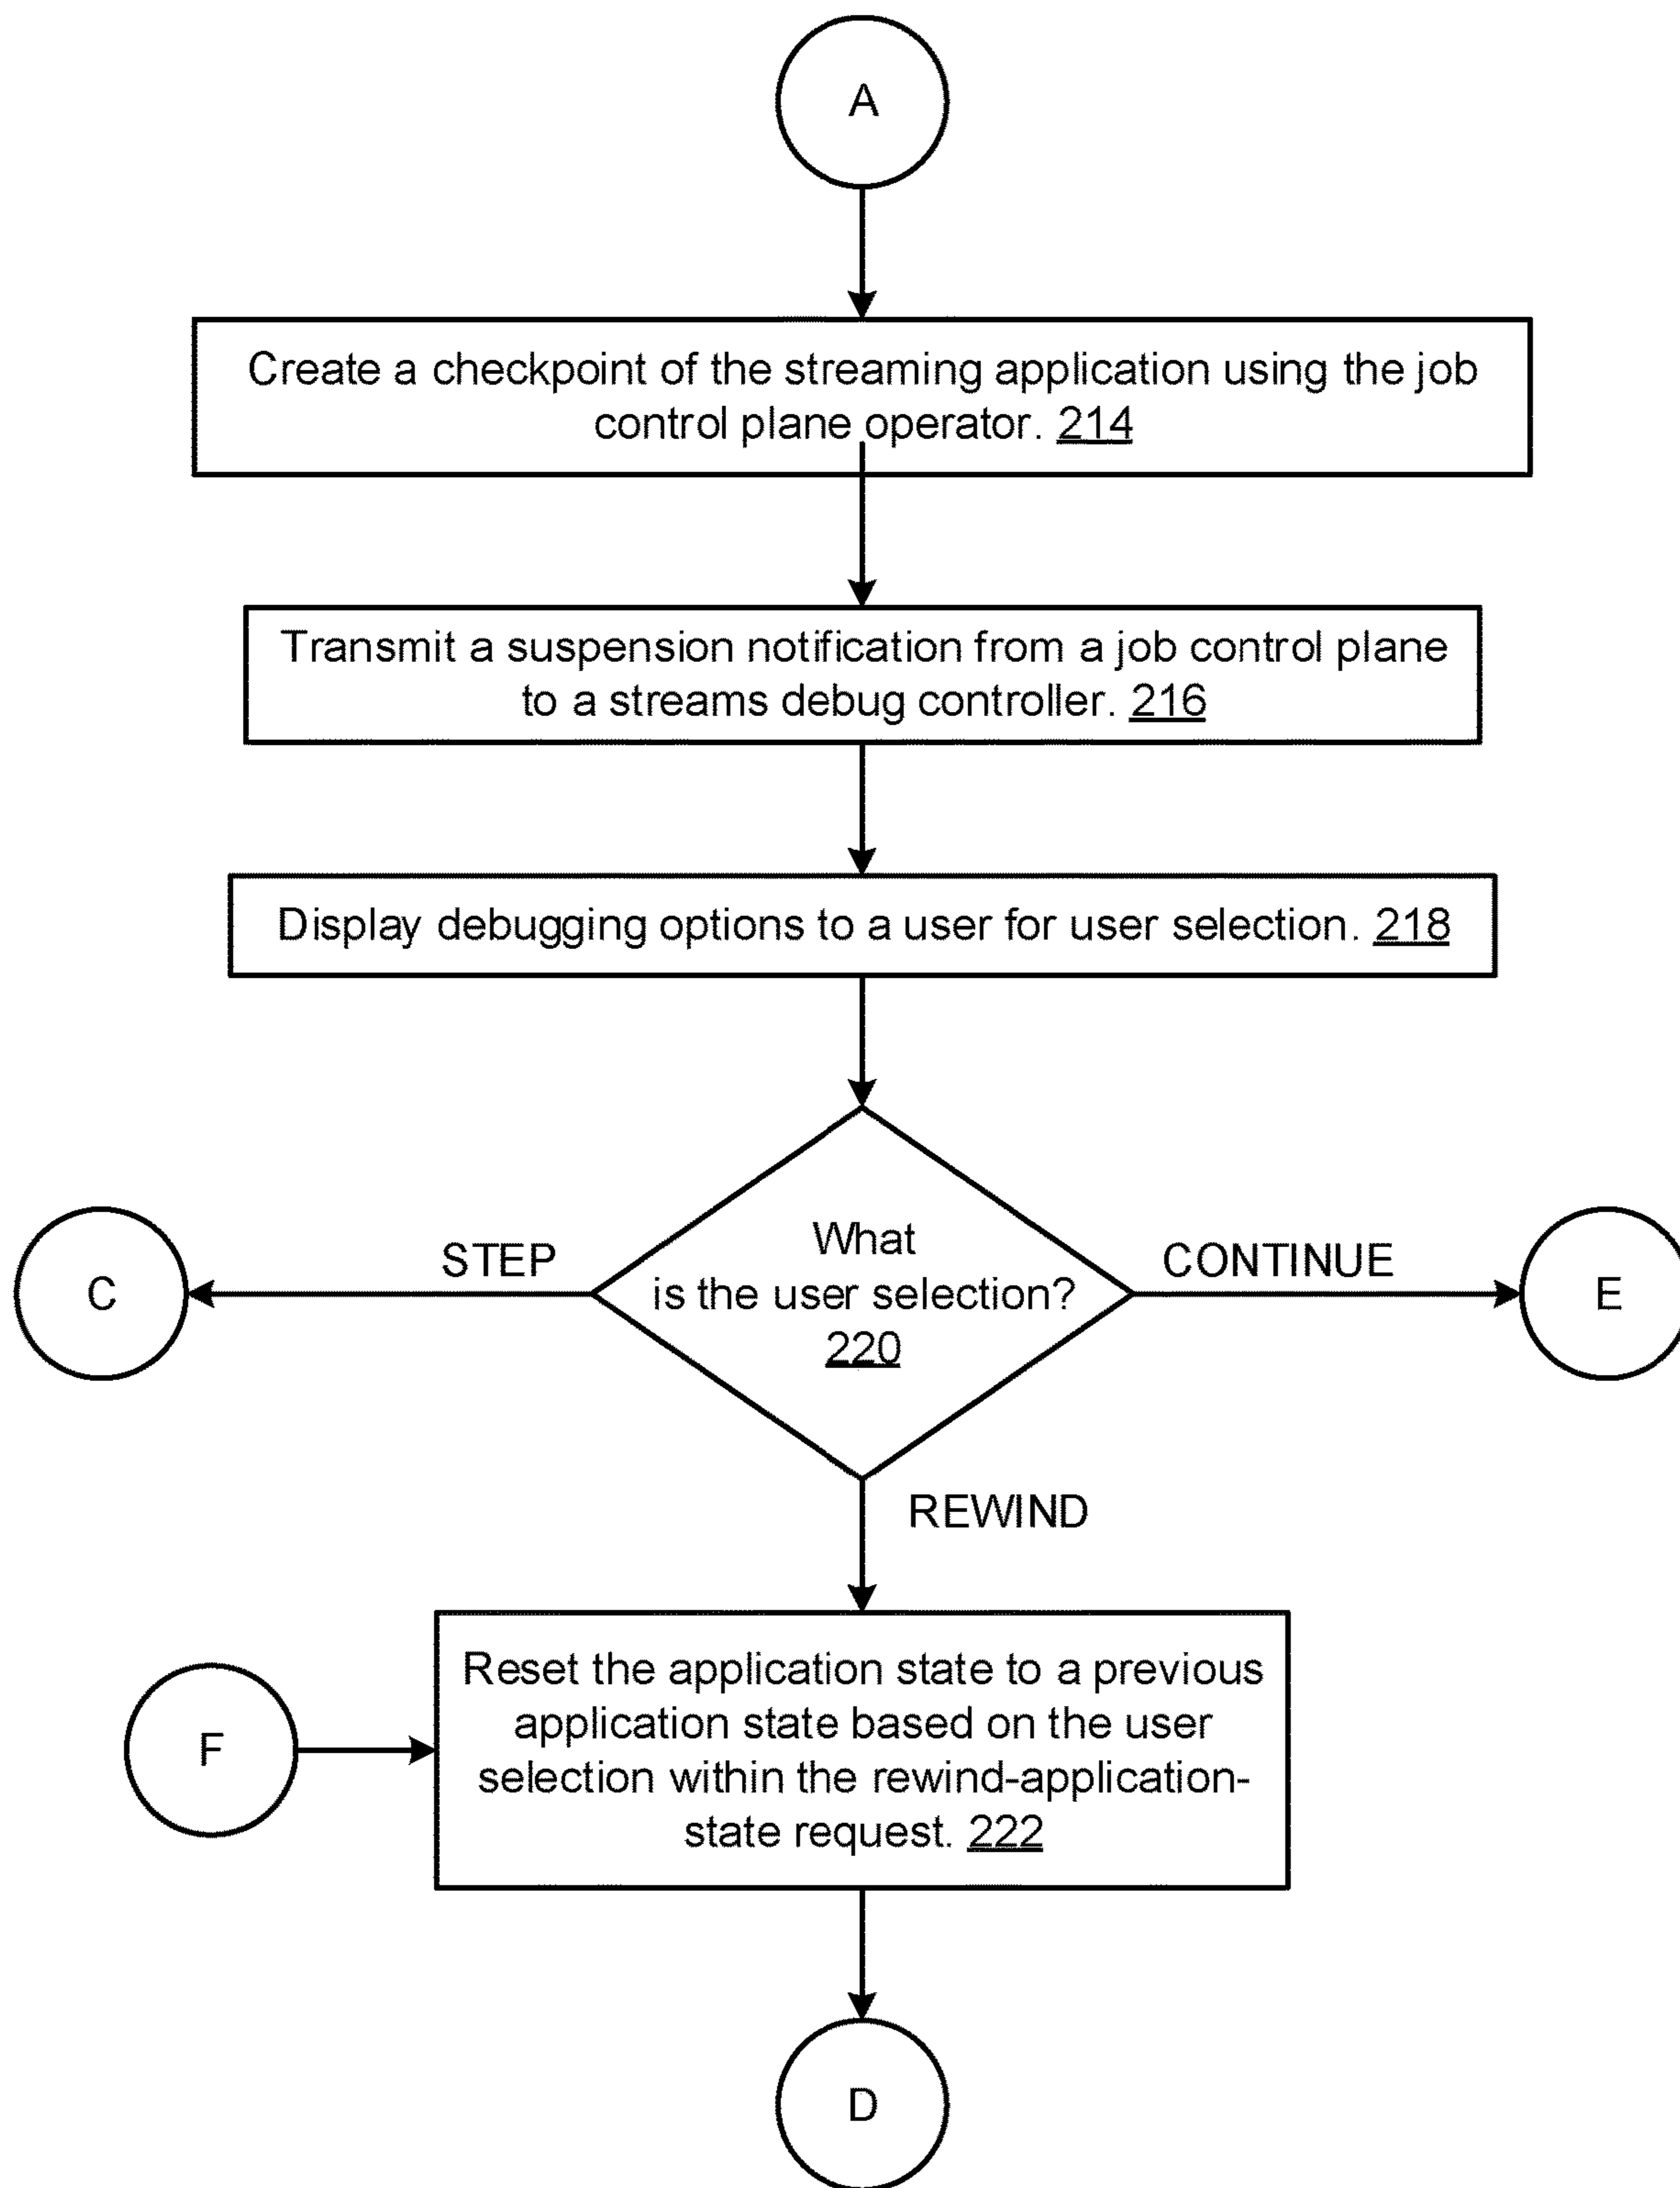 A
Create a checkpoint of the streaming application using the job
control plane operator. 214
Transmit a suspension notification from a job control plane
to a streams debug controller. 216
Display debugging options to a user for user selection. 218
What
is the user selection?
220
STEP
CONTINUE
C
E
REWIND
Reset the application state to a previous
application state based on the user
selection within the rewind-application-
state request. 222
F
D